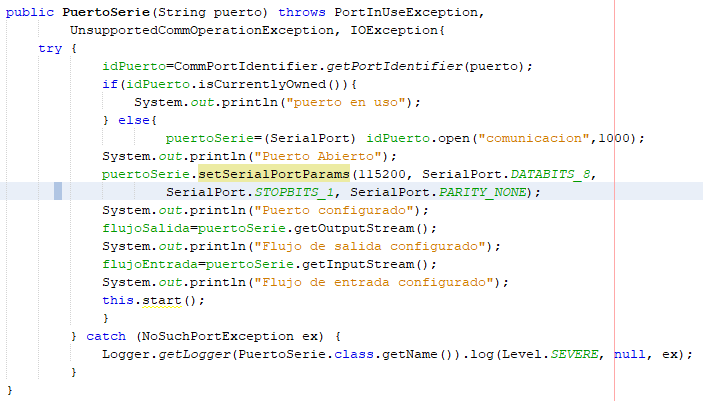 public PuertoSerie(String puerto) throws PortInUseException,
        UnsupportedCommOperationException, IOException{
    try {
            idPuerto=CommPortIdentifier.getPortIdentifier(puerto);
            if(idPuerto.isCurrentlyOwned()){
                System.out.println("puerto en uso");
            } else{
                    puertoSerie=(SerialPort) idPuerto.open("comunicacion",1000);
            System.out.println("Puerto Abierto");
            puertoSerie.setSerialPortParams(115200, SerialPort.DATABITS_8,
                    SerialPort.STOPBITS_1, SerialPort.PARITY_NONE);
            System.out.println("Puerto configurado");
            flujoSalida=puertoSerie.getOutputStream();
            System.out.println("Flujo de salida configurado");
            flujoEntrada=puertoSerie.getInputStream();
            System.out.println("Flujo de entrada configurado");
            this.start();
            }
        } catch (NoSuchPortException ex) {
            Logger.getLogger(PuertoSerie.class.getName()).log(Level.SEVERE, null, ex);
        }
}